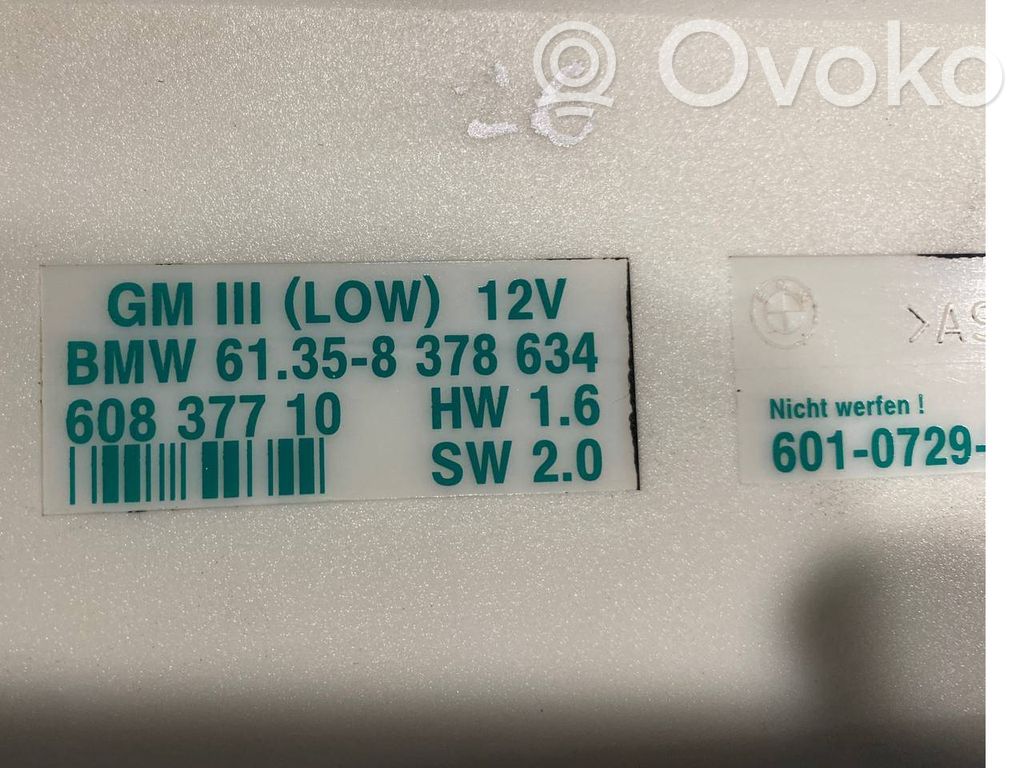 Ovoko
GM III (LOW) 12V
BMW 61.35-8 378 634
608 377 10 HW 1.6
SW 2.0
Nicht werfen !
601-0729-